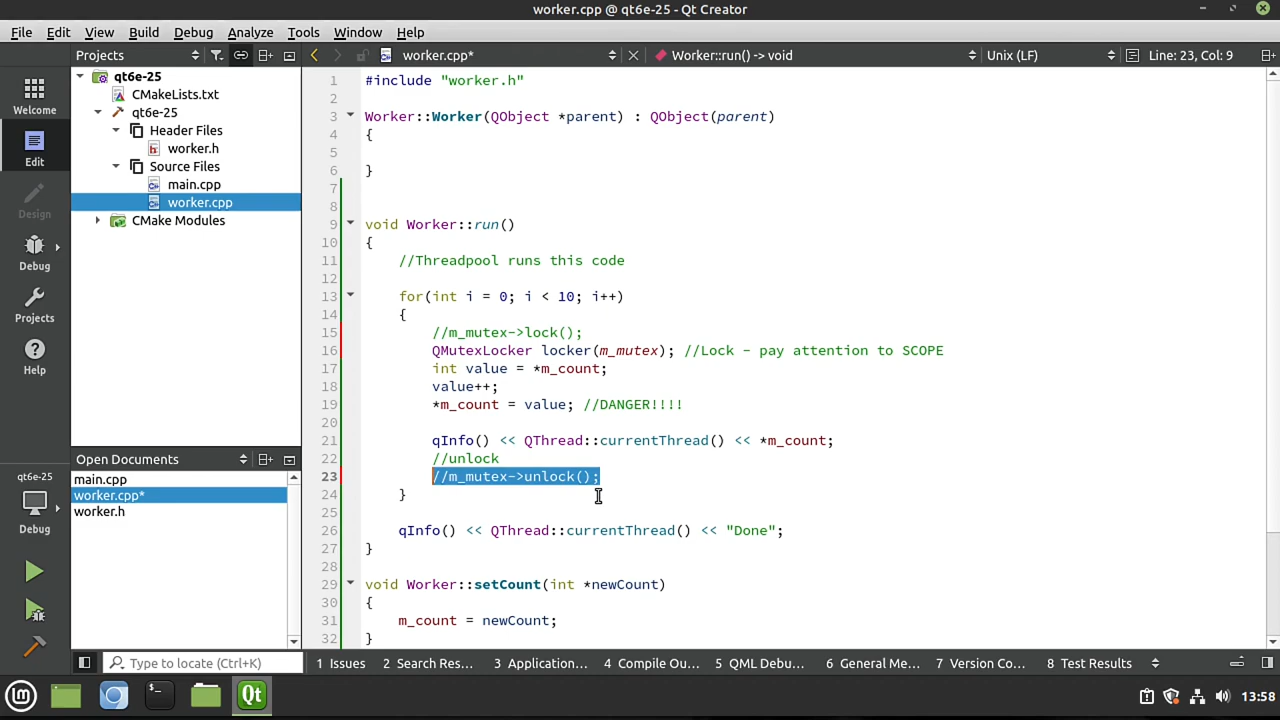 worker.cpp @ qt6e-25 - Qt Creator
File Edit View Build Debug Analyze Tools Window Help
Projects
worker.cpp*
Worker::run() -> void
Unix (LF)
Line: 23, Col: 9
Welcome
Edit
Design
Debug
Projects
Help
qt6e-25
Debug
qt6e-25
CMakeLists.txt
qt6e-25
Header Files
worker.h
Source Files
main.cpp
worker.cpp
CMake Modules
Open Documents
main.cpp
worker.cpp*
worker.h
1 #include "worker.h"
2
3 Worker::Worker(QObject *parent) : QObject(parent)
4 {
5
6 }
7
8
9 void Worker::run()
10 {
11 //Threadpool runs this code
12
13 for(int i = 0; i < 10; i++)
14 {
15 //m_mutex->lock();
16 QMutexLocker locker(m_mutex); //Lock - pay attention to SCOPE
17 int value = *m_count;
18 value++;
19 *m_count = value; //DANGER!!!!
20
21 qInfo() << QThread::currentThread() << *m_count;
22 //unlock
23 //m_mutex->unlock();
24 }
25
26 qInfo() << QThread::currentThread() << "Done";
27 }
28
29 void Worker::setCount(int *newCount)
30 {
31 m_count = newCount;
32 }
Type to locate (Ctrl+K)
1 Issues
2 Search Res...
3 Application...
4 Compile Ou...
5 QML Debu...
6 General Me...
7 Version Co...
8 Test Results
13:58